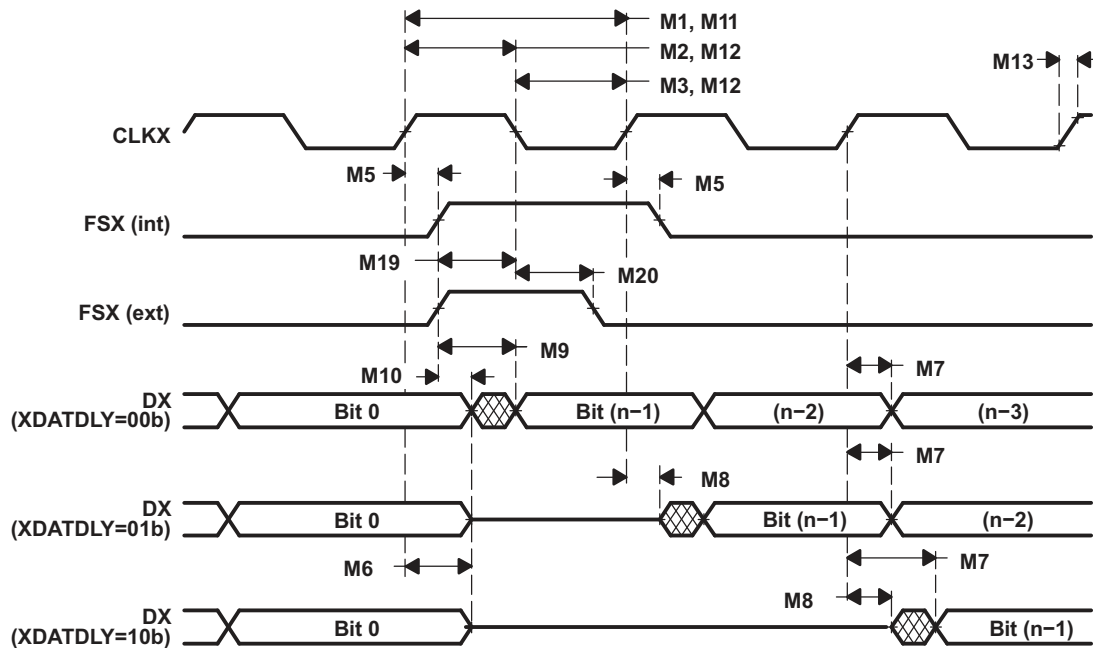 M1, M11
M2, M12
M13
M3, M12
CLKX
M5
M5
FSX (int)
M19
M20
FSX (ext)
M9
M10
M7
DX
(XDATDLY=00b)
Bit 0
Bit (n−1)
(n−2)
(n−3)
M7
M8
DX
(XDATDLY=01b)
Bit 0
Bit (n−1)
(n−2)
M6
M7
M8
DX
(XDATDLY=10b)
Bit 0
Bit (n−1)